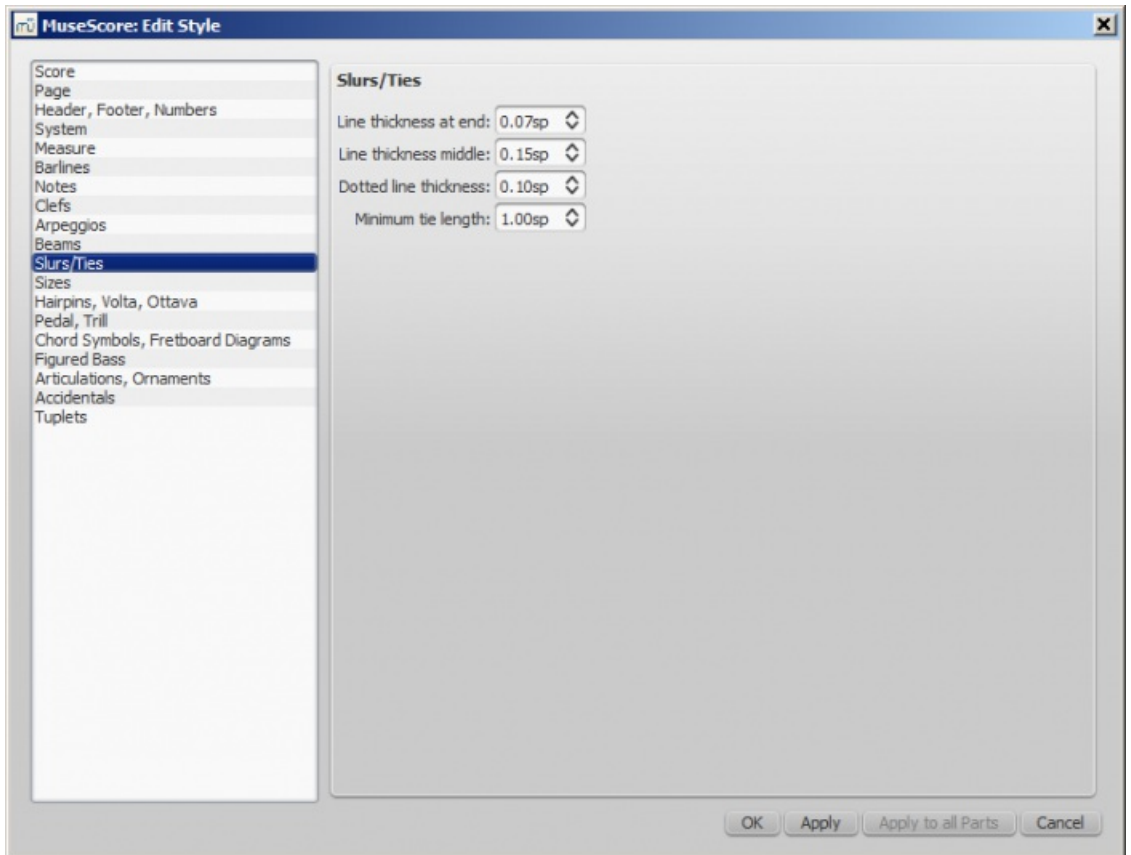 MuseScore: Edit Style
Score
Page
Header, Footer, Numbers
System
Measure
Barlines
Notes
Clefs
Arpeggios
Beams
Slurs/Ties
Sizes
Hairpins, Volta, Ottava
Pedal, Trill
Chord Symbols, Fretboard Diagrams
Figured Bass
Articulations, Ornaments
Accidentals
Tuplets
Slurs/Ties
Line thickness at end: 0.07sp
Line thickness middle: 0.15sp
Dotted line thickness: 0.10sp
Minimum tie length: 1.00sp
OK Apply Apply to all Parts Cancel